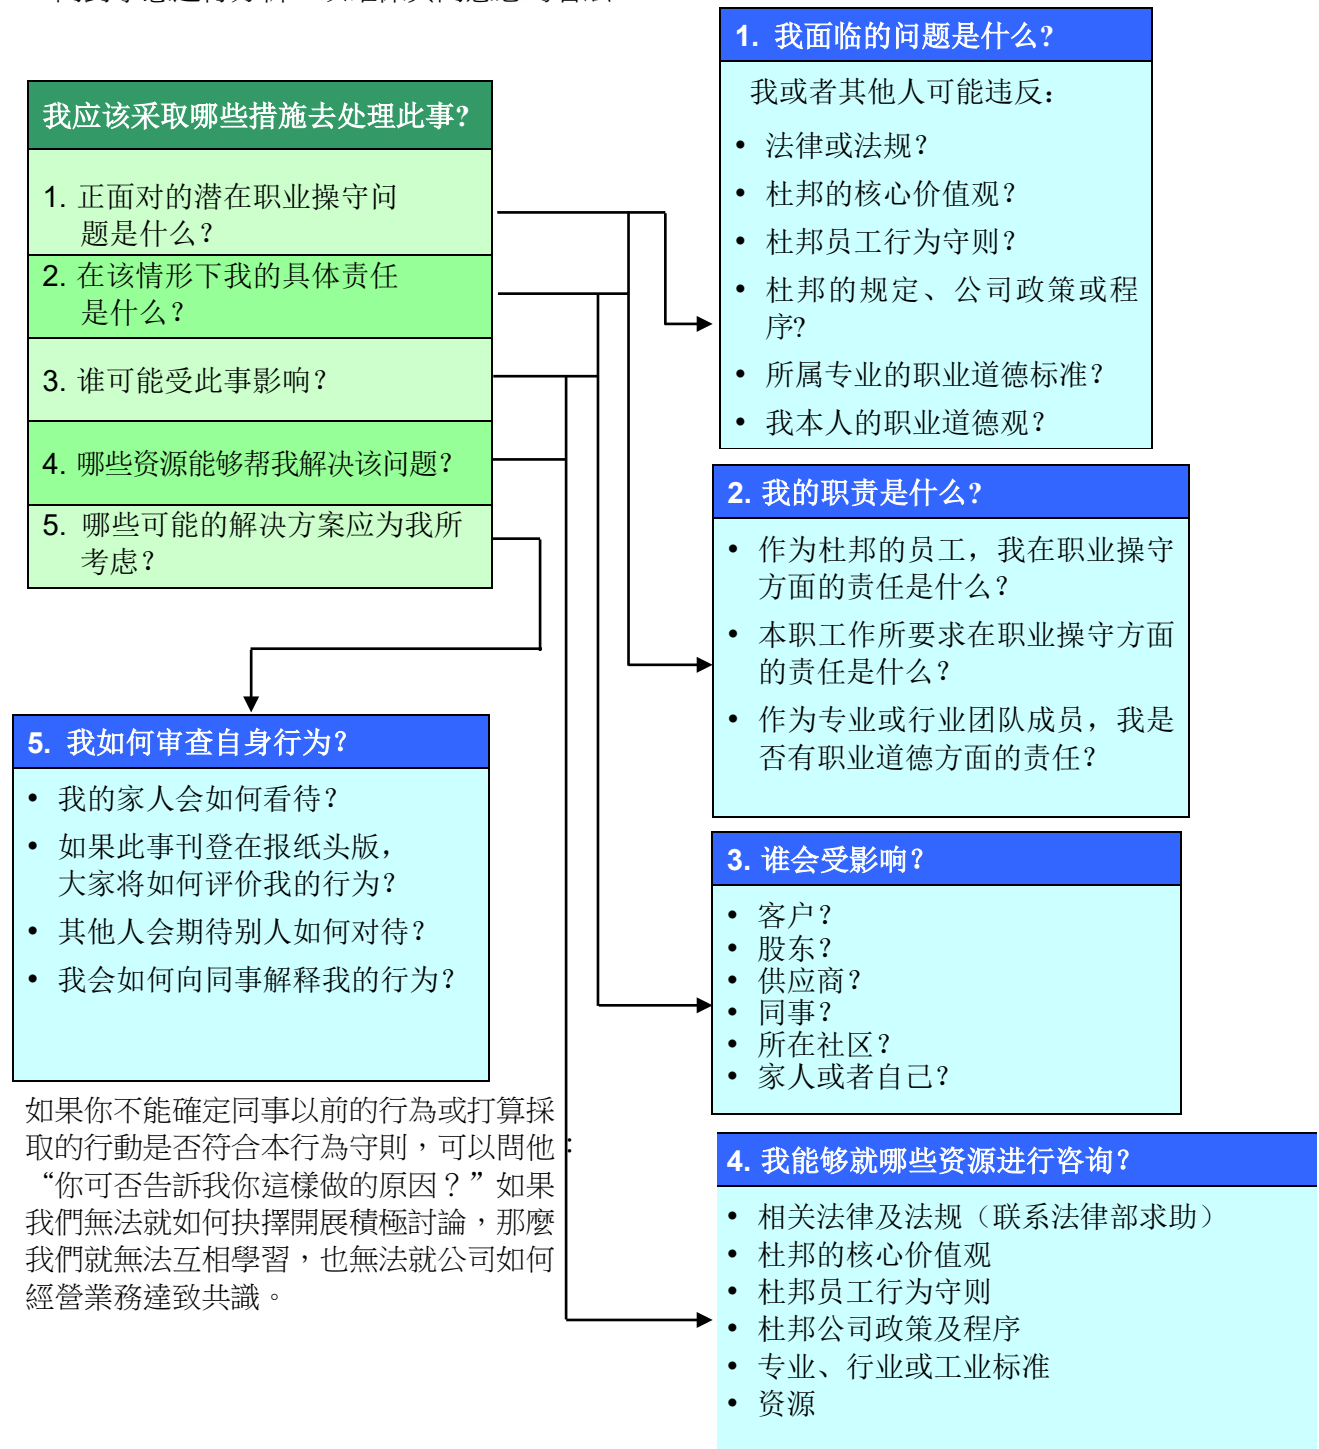 我应该采取哪些措施去处理此事?
1. 正面对的潜在职业操守问
题是什么?
2. 在该情形下我的具体责任
是什么?
3. 谁可能受此事影响?
4. 哪些资源能够帮我解决该问题?
5. 哪些可能的解决方案应为我所
考虑?
1. 我面临的问题是什么?
我或者其他人可能违反:
• 法律或法规?
• 杜邦的核心价值观?
• 杜邦员工行为守则?
• 杜邦的规定、公司政策或程
序?
• 所属专业的职业道德标准?
• 我本人的职业道德观?
2. 我的职责是什么?
• 作为杜邦的员工，我在职业操守
方面的责任是什么?
• 本职工作所要求在职业操守方面
的责任是什么?
• 作为专业或行业团队成员，我是
否有职业道德方面的责任?
3. 谁会受影响?
• 客户?
• 股东?
• 供应商?
• 同事?
• 所在社区?
• 家人或者自己?
4. 我能够就哪些资源进行咨询?
• 相关法律及法规（联系法律部求助）
• 杜邦的核心价值观
• 杜邦员工行为守则
• 杜邦公司政策及程序
• 专业、行业或工业标准
• 资源
5. 我如何审查自身行为?
• 我的家人会如何看待?
• 如果此事刊登在报纸头版，
大家将如何评价我的行为?
• 其他人会期待别人如何对待?
• 我会如何向同事解释我的行为?
如果你不能確定同事以前的行為或打算採
取的行動是否符合本行為守則，可以問他：
“你可否告訴我你這樣做的原因？”如果
我們無法就如何抉擇開展積極討論，那麼
我們就無法互相學習，也無法就公司如何
經營業務達致共識。